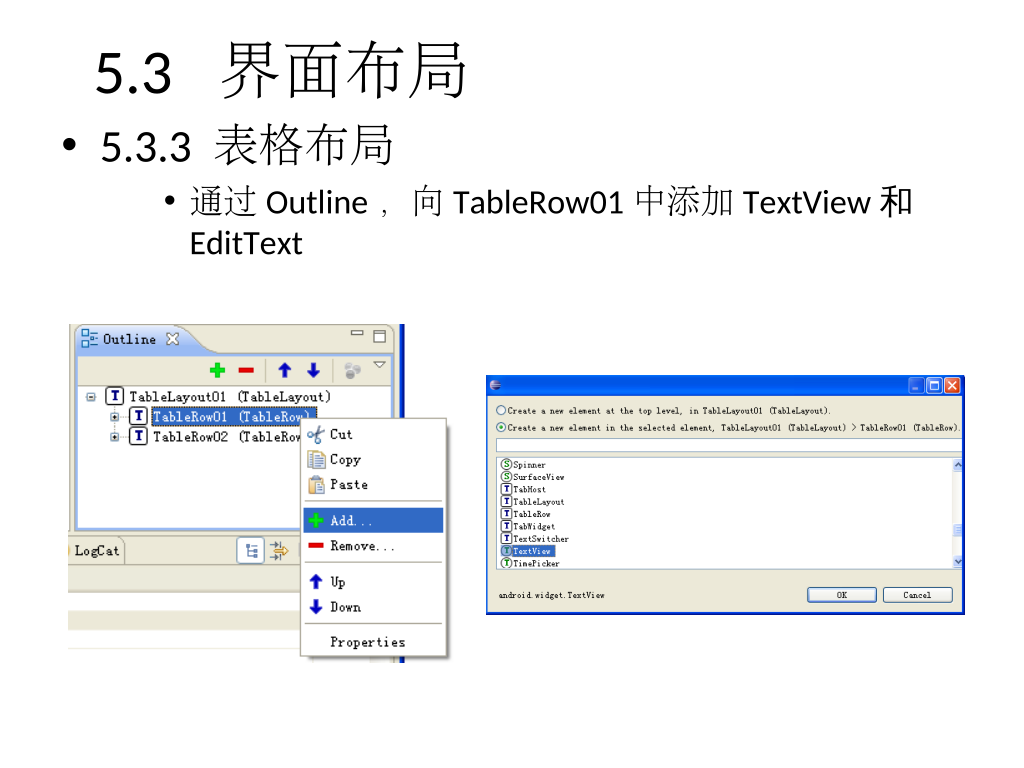 5.3 界面布局
• 5.3.3 表格布局
• 通过 Outline ， 向 TableRow01 中添加 TextView 和
EditText
Outline
TableLayout01 (TableLayout)
TableRow01 (TableRow)
TableRow02 (TableRow
Cut
Copy
Paste
Add...
Remove...
Up
Down
Properties
LogCat
Create a new element at the top level, in TableLayout01 (TableLayout).
Create a new element in the selected element, TableLayout01 (TableLayout) > TableRow01 (TableRow).
Spinner
SurfaceView
TabHost
TableLayout
TableRow
TabWidget
TextSwitcher
TextView
TimePicker
android.widget.TextView
OK
Cancel